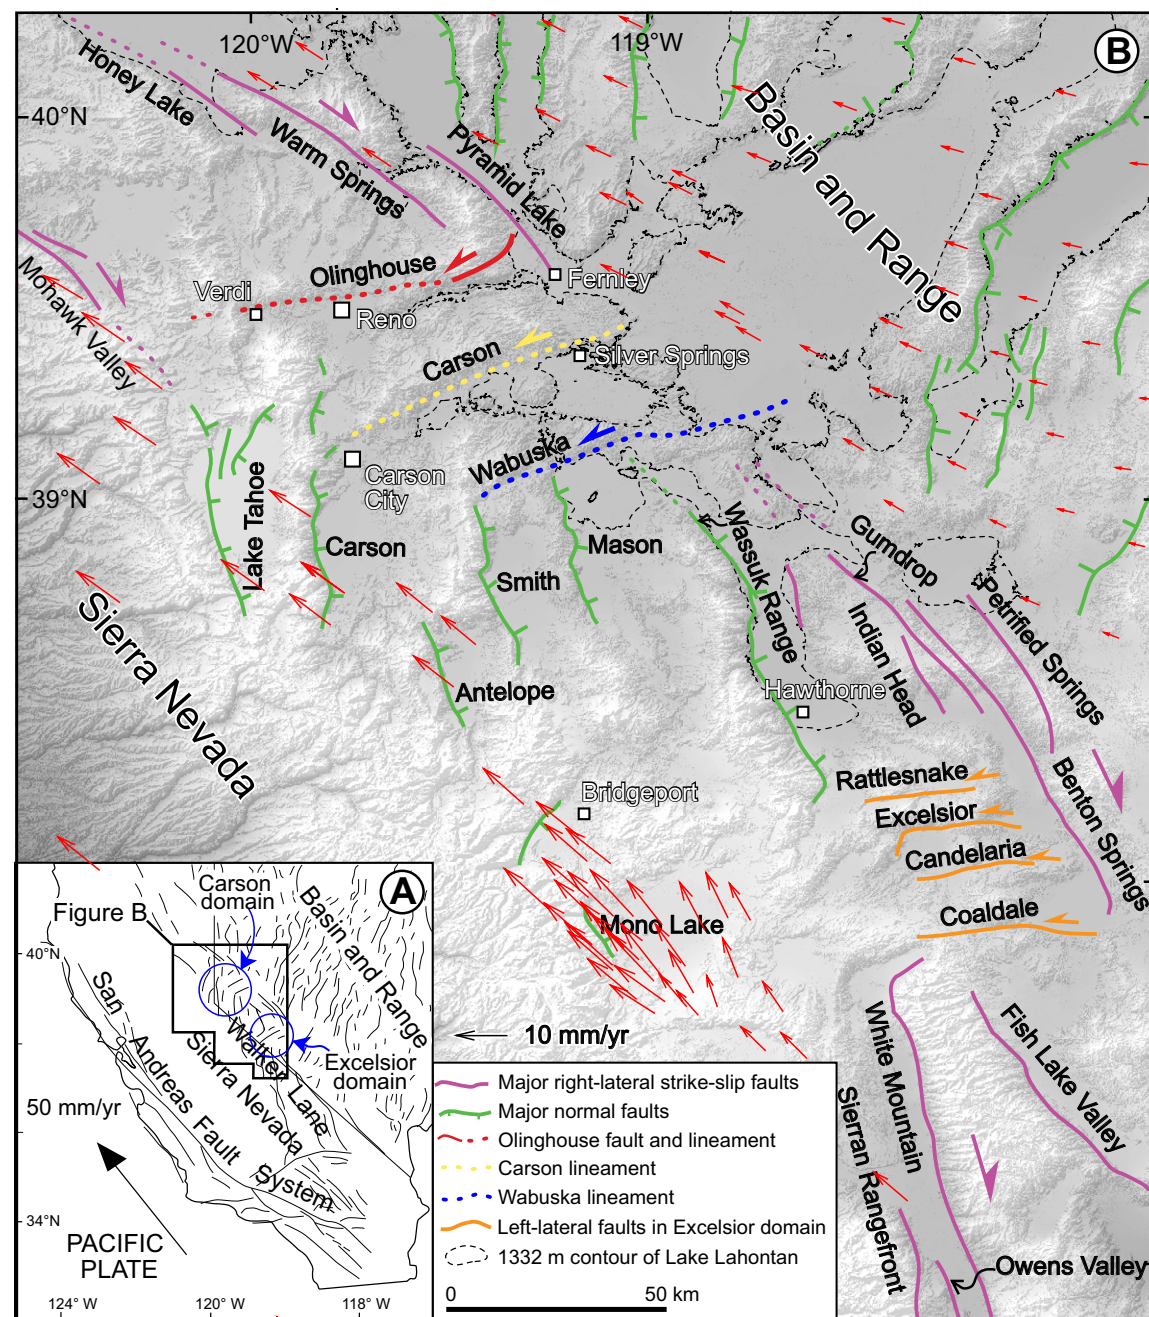 120°W
119°W
B
40°N
39°N
Honey Lake
Warm Springs
Pyramid Lake
Basin and Range
Mohawk Valley
Olinghouse
Verdi
Reno
Fernley
Carson
Silver Springs
Wabuska
Carson
City
Lake Tahoe
Carson
Smith
Mason
Wassuk Range
Gumdrop
Indian Head
Petrified Springs
Sierra Nevada
Antelope
Hawthorne
Bridgeport
Rattlesnake
Excelsior
Candelaria
Coaldale
Benton Springs
Mono Lake
10 mm/yr
White Mountain
Fish Lake Valley
Sierran Rangefront
Owens Valley
A
Carson
domain
Figure B
Basin and Range
40°N
San Andreas Fault System
Sierra Nevada
Walker Lane
Excelsior
domain
50 mm/yr
34°N
PACIFIC
PLATE
124° W
120° W
118° W
Major right-lateral strike-slip faults
Major normal faults
Olinghouse fault and lineament
Carson lineament
Wabuska lineament
Left-lateral faults in Excelsior domain
1332 m contour of Lake Lahontan
0
50 km